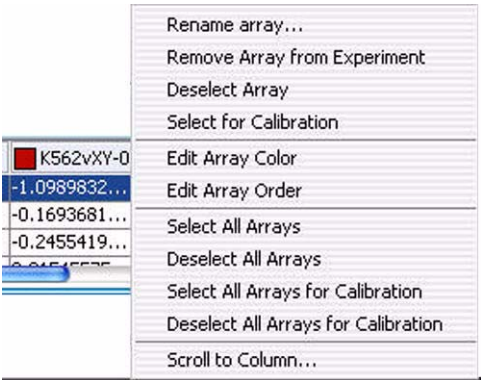 Rename array...
Remove Array from Experiment
Deselect Array
Select for Calibration
K562vXY-0
Edit Array Color
-1.0989832...
Edit Array Order
-0.1693681...
Select All Arrays
-0.2455419...
Deselect All Arrays
Select All Arrays for Calibration
Deselect All Arrays for Calibration
Scroll to Column...